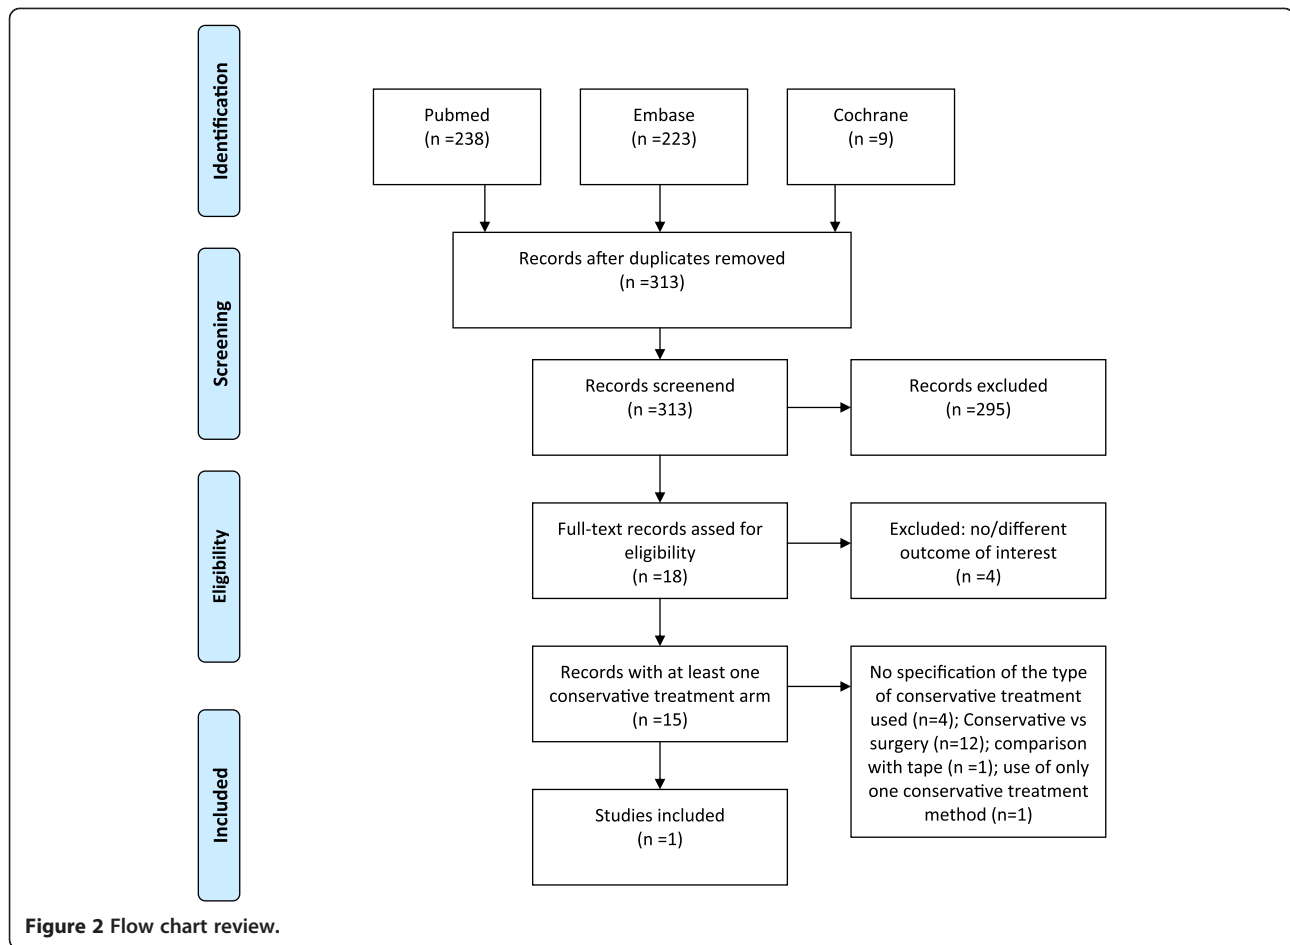 Identification
Pubmed
(n =238)
Embase
(n =223)
Cochrane
(n =9)
Records after duplicates removed
(n =313)
Screening
Records screenend
(n =313)
Records excluded
(n =295)
Eligibility
Full-text records assed for
eligibility
(n =18)
Excluded: no/different
outcome of interest
(n =4)
Records with at least one
conservative treatment arm
(n =15)
No specification of the type
of conservative treatment
used (n=4); Conservative vs
surgery (n=12); comparison
with tape (n =1); use of only
one conservative treatment
method (n=1)
Included
Studies included
(n =1)
Figure 2 Flow chart review.